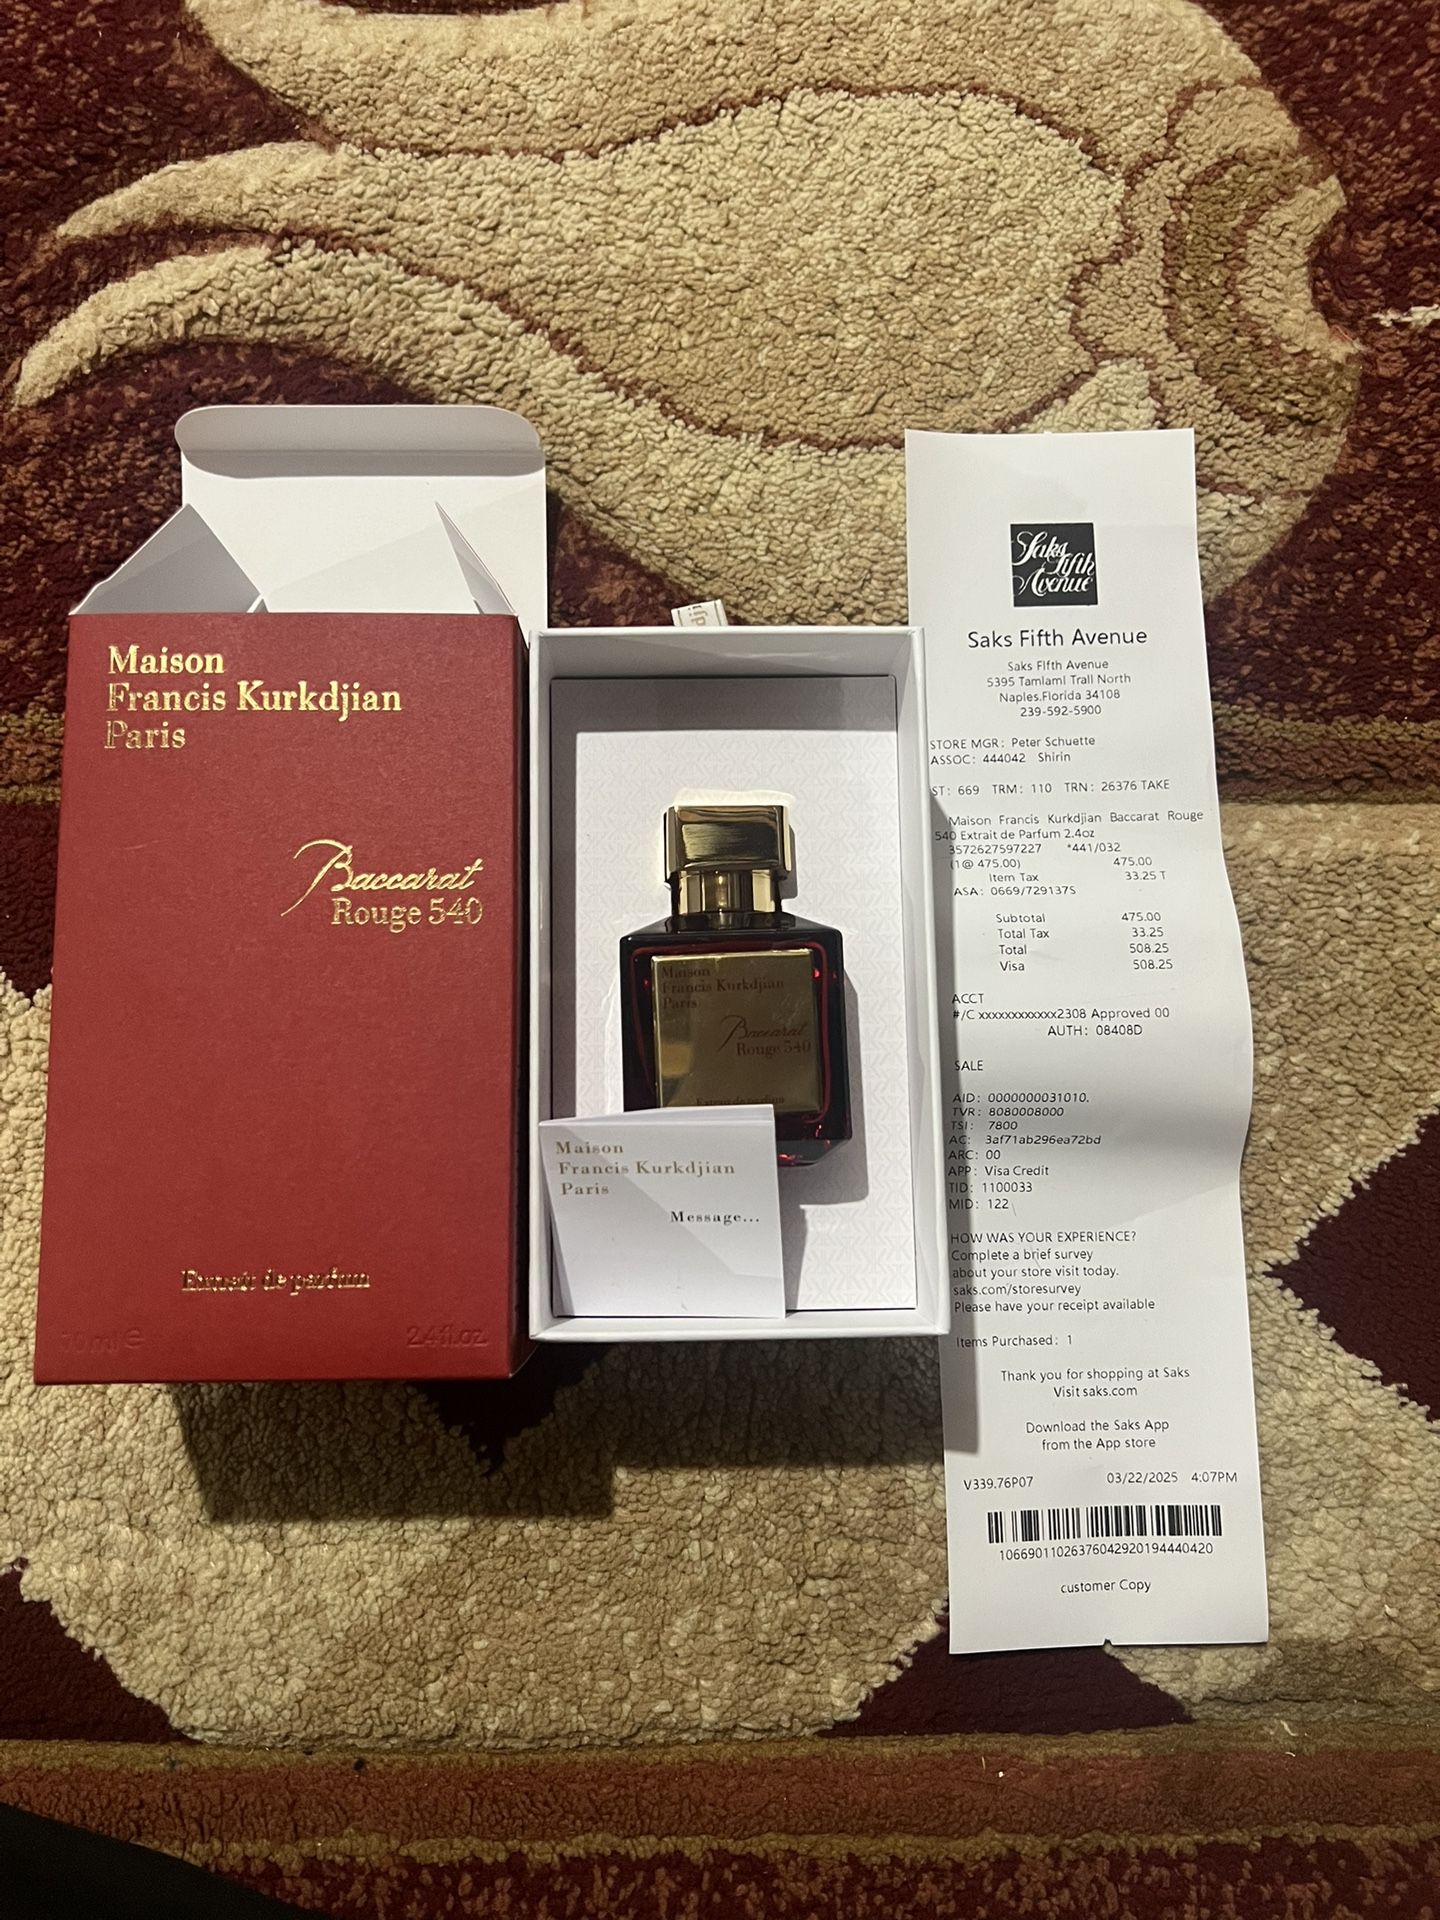 Maison
Francis Kurkdjian
Paris
Baccarat
Rouge 540
Extrait de parfum
70 ml e
2.4fl.oz
Maison
Francis Kurkdjian
Paris
Baccarat
Rouge 540
Extrait de parfum
Maison
Francis Kurkdjian
Paris
Message...
Saks
Fifth
Avenue
Saks Fifth Avenue
Saks FIfth Avenue
5395 TamlamI Trall North
Naples.Florida 34108
239-592-5900
STORE MGR: Peter Schuette
ASSOC: 444042 Shirin
ST: 669 TRM: 110 TRN: 26376 TAKE
Maison Francis Kurkdjian Baccarat Rouge
540 Extrait de Parfum 2.4oz
3572627597227 *441/032
(1@ 475.00) 475.00
Item Tax 33.25 T
ASA: 0669/729137S
Subtotal 475.00
Total Tax 33.25
Total 508.25
Visa 508.25
ACCT
#/C xxxxxxxxxxxx2308 Approved 00
AUTH: 08408D
SALE
AID: 0000000031010.
TVR: 8080008000
TSI: 7800
AC: 3af71ab296ea72bd
ARC: 00
APP: Visa Credit
TID: 1100033
MID: 122
HOW WAS YOUR EXPERIENCE?
Complete a brief survey
about your store visit today.
saks.com/storesurvey
Please have your receipt available
Items Purchased: 1
Thank you for shopping at Saks
Visit saks.com
Download the Saks App
from the App store
V339.76P07 03/22/2025 4:07PM
10669011026376042920194440420
customer Copy